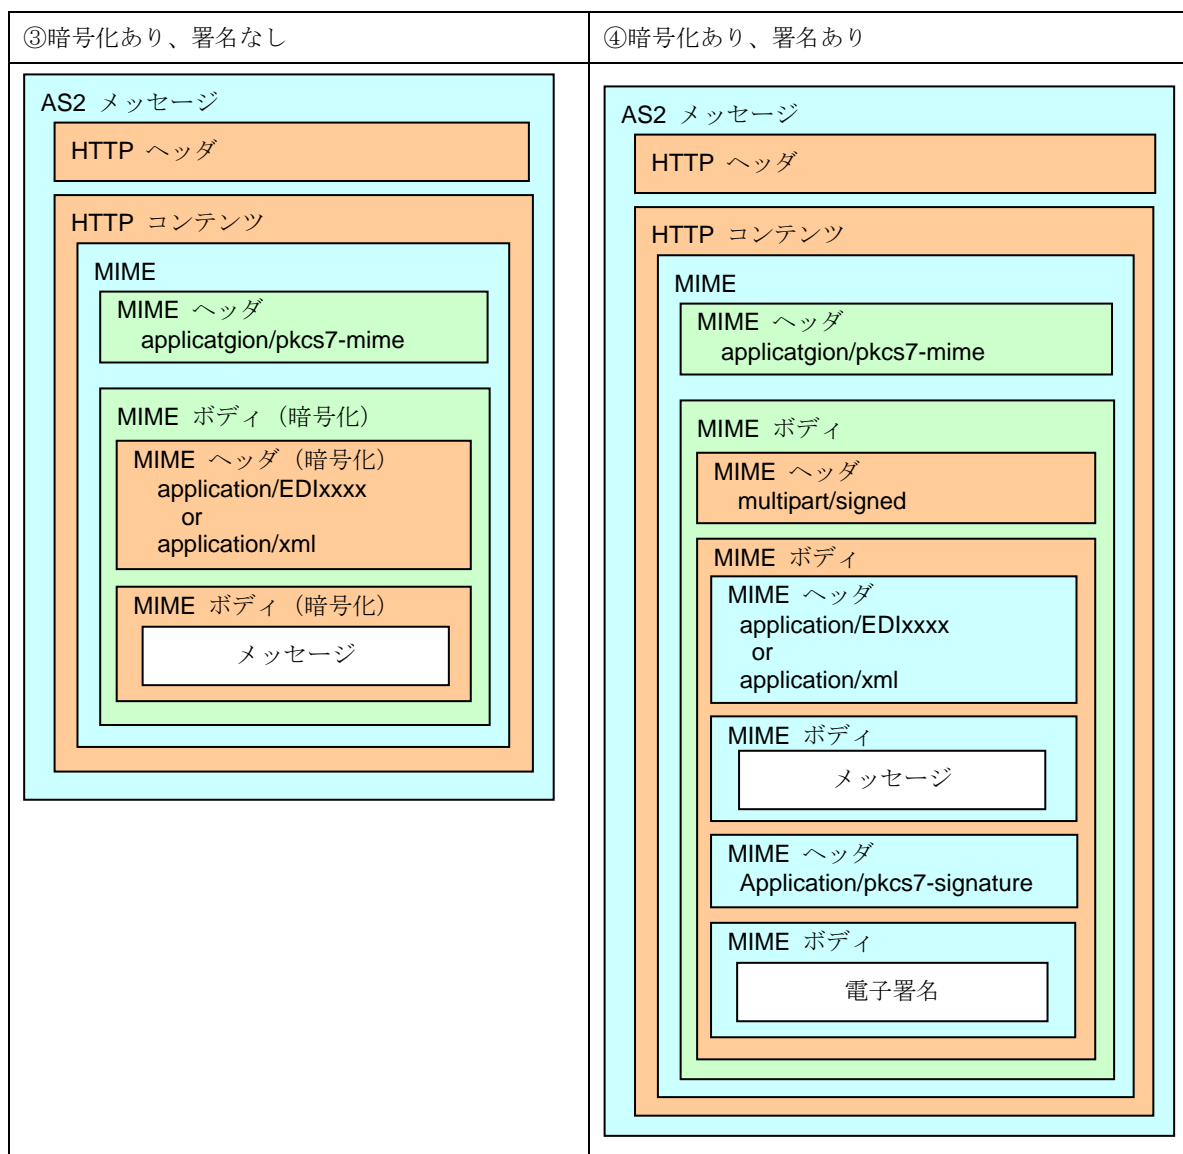 ③暗号化あり、署名なし
AS2 メッセージ
HTTP ヘッダ
HTTP コンテンツ
MIME
MIME ヘッダ
applicatgion/pkcs7-mime
MIME ボディ（暗号化）
MIME ヘッダ（暗号化）
application/EDIxxxx
or
application/xml
MIME ボディ（暗号化）
メッセージ
④暗号化あり、署名あり
AS2 メッセージ
HTTP ヘッダ
HTTP コンテンツ
MIME
MIME ヘッダ
applicatgion/pkcs7-mime
MIME ボディ
MIME ヘッダ
multipart/signed
MIME ボディ
MIME ヘッダ
application/EDIxxxx
or
application/xml
MIME ボディ
メッセージ
MIME ヘッダ
Application/pkcs7-signature
MIME ボディ
電子署名